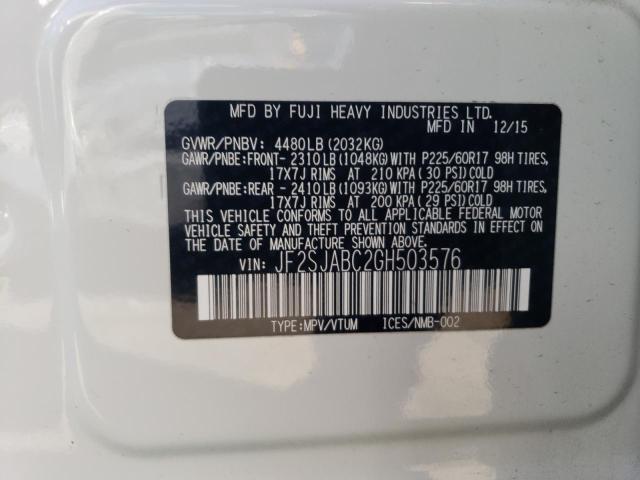 MFD BY FUJI HEAVY INDUSTRIES LTD.
MFD IN 12/15
GVWR/PNBV: 4480LB (2032KG)
GAWR/PNBE:FRONT- 2310LB (1048KG)WITH P225/60R17 98H TIRES,
17X7J RIMS AT 210 KPA (30 PSI)COLD
GAWR/PNBE:REAR - 2410LB (1093KG)WITH P225/60R17 98H TIRES,
17X7J RIMS AT 200 KPA (29 PSI)COLD
THIS VEHICLE CONFORMS TO ALL APPLICABLE FEDERAL MOTOR
VEHICLE SAFETY, BUMPER AND THEFT PREVENTION STANDARDS IN EFFECT
ON THE DATE OF MANUFACTURE SHOWN ABOVE.
VIN: JF2SJABC2GH503576
TYPE:MPV/VTUM ICES/NMB-002